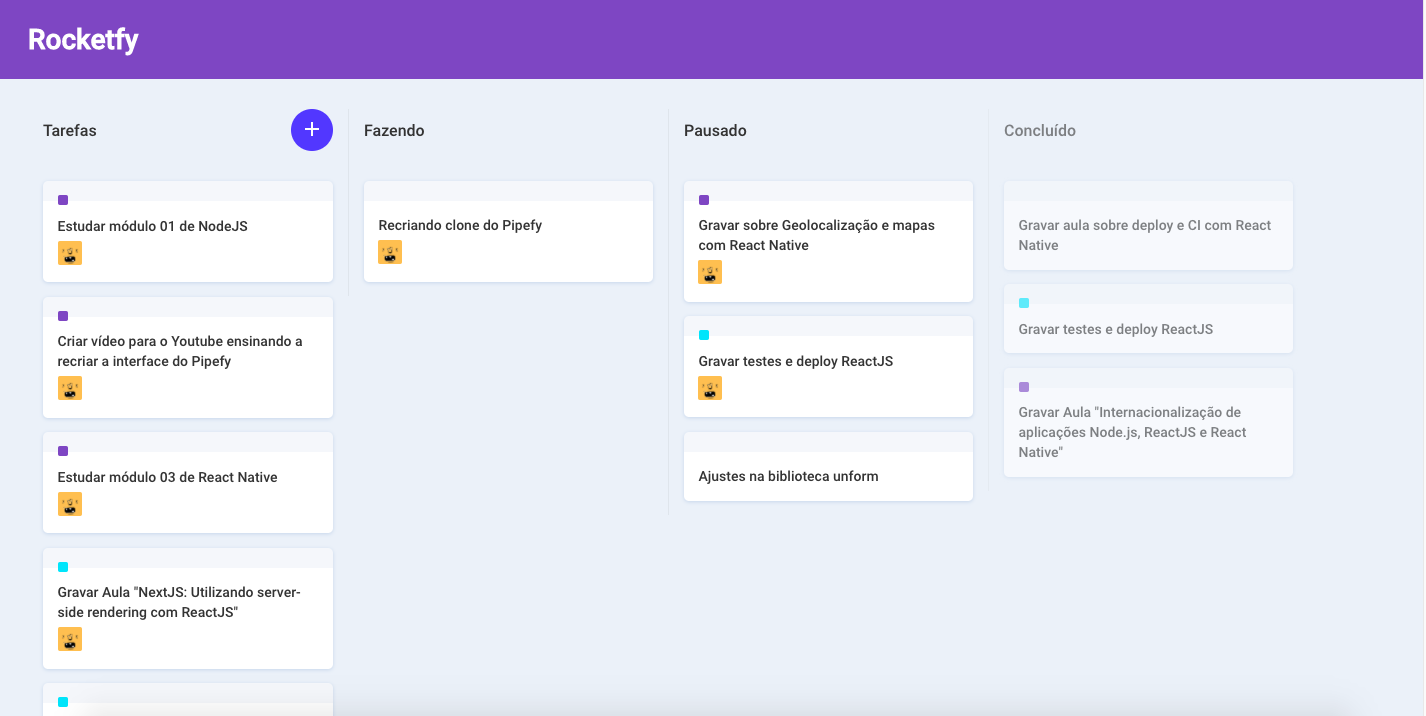 Rocketfy
Tarefas
Estudar módulo 01 de NodeJS
Criar vídeo para o Youtube ensinando a
recriar a interface do Pipefy
Estudar módulo 03 de React Native
Gravar Aula "NextJS: Utilizando server-
side rendering com ReactJS"
Fazendo
Recriando clone do Pipefy
Pausado
Gravar sobre Geolocalização e mapas
com React Native
Gravar testes e deploy ReactJS
Ajustes na biblioteca unform
Concluído
Gravar aula sobre deploy e CI com React
Native
Gravar testes e deploy ReactJS
Gravar Aula "Internacionalização de
aplicações Node.js, ReactJS e React
Native"